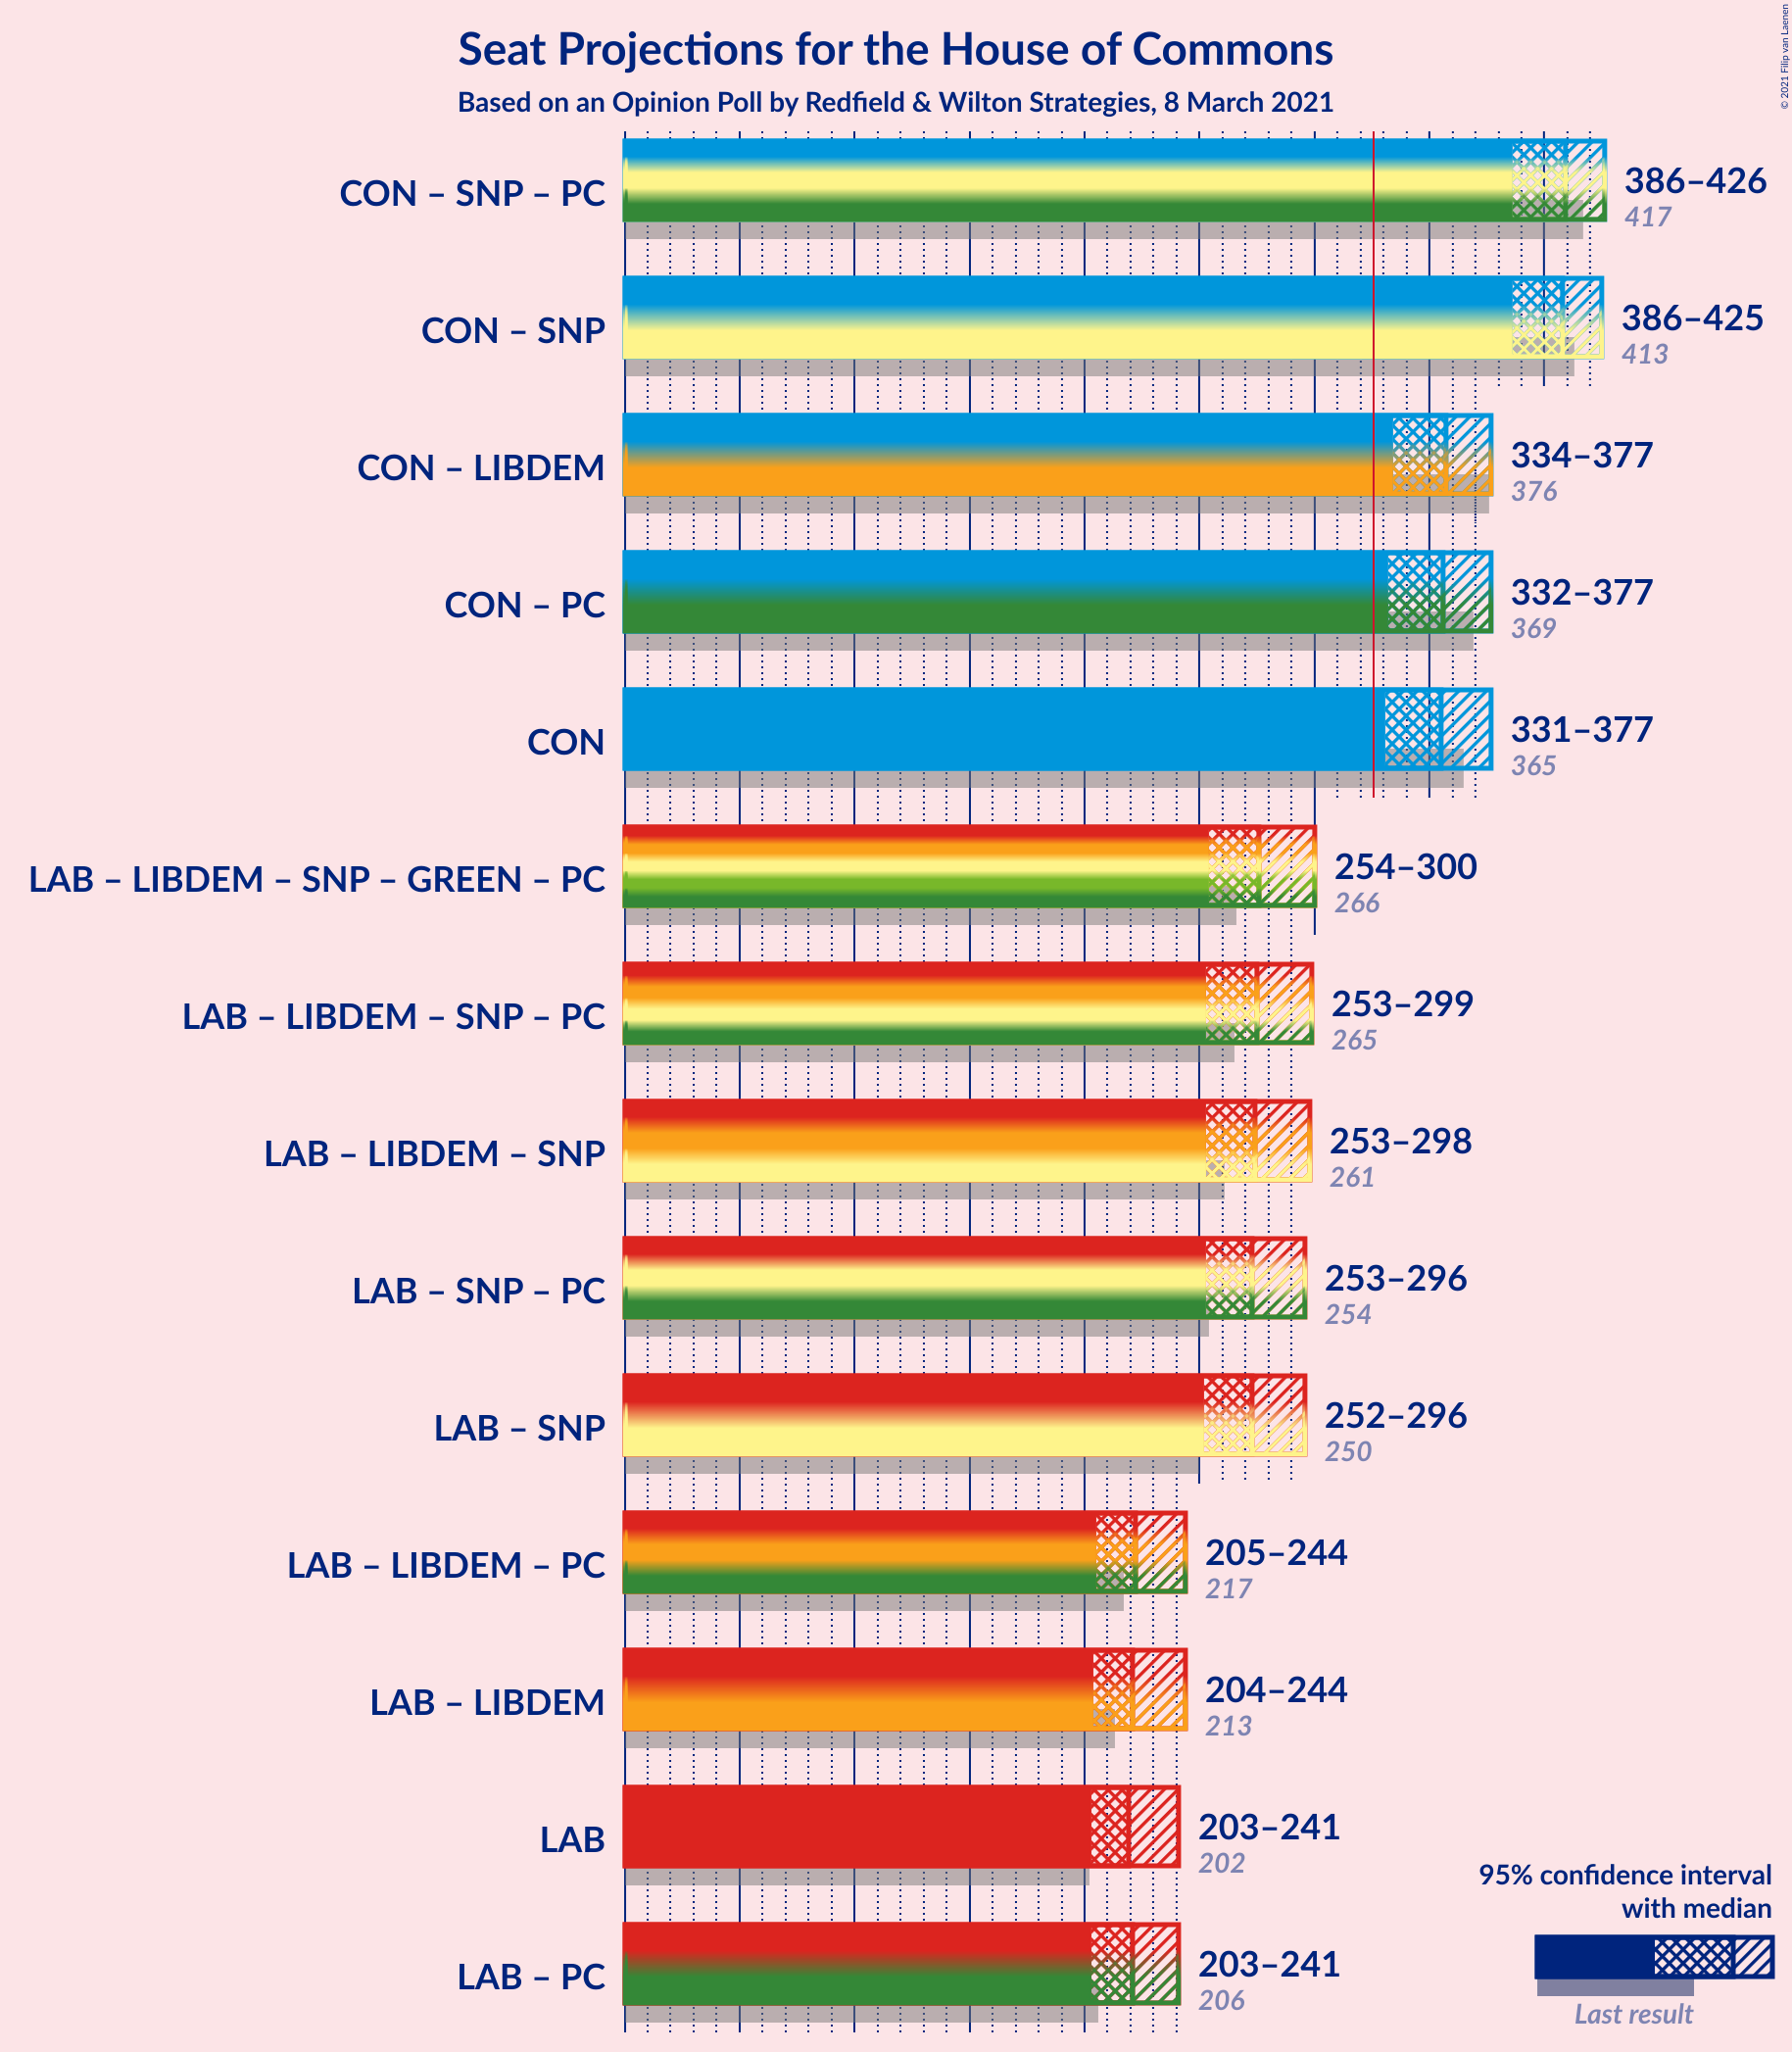 Seat Projections for the House of Commons
Based on an Opinion Poll by Redfield & Wilton Strategies, 8 March 2021
© 2021 Filip van Laenen
CON – SNP – PC
386–426
417
CON – SNP
386–425
413
CON – LIBDEM
334–377
376
CON – PC
332–377
369
CON
331–377
365
LAB – LIBDEM – SNP – GREEN – PC
254–300
266
LAB – LIBDEM – SNP – PC
253–299
265
LAB – LIBDEM – SNP
253–298
261
LAB – SNP – PC
253–296
254
LAB – SNP
252–296
250
LAB – LIBDEM – PC
205–244
217
LAB – LIBDEM
204–244
213
LAB
203–241
202
LAB – PC
203–241
206
95% confidence interval
with median
Last result